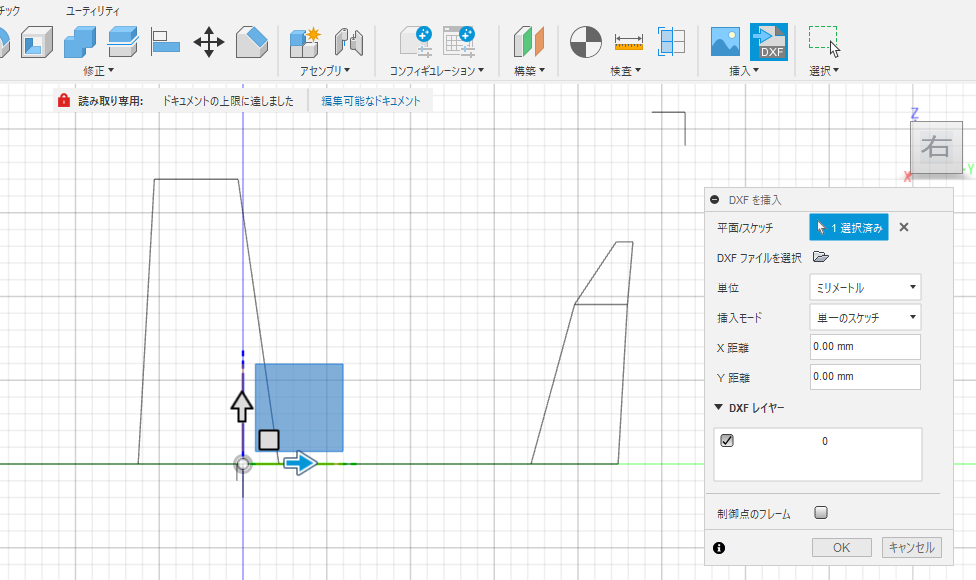 チック
ユーティリティ
DXF
修正▼
アセンブリ▼
コンフィギュレーション▼
構築▼
検査▼
挿入▼
選択▼
読み取り専用:
ドキュメントの上限に達しました
編集可能なドキュメント
Z
右
X
Y
DXF を挿入
平面/スケッチ
1 選択済み
DXF ファイルを選択
単位
ミリメートル
挿入モード
単一のスケッチ
X 距離
0.00 mm
Y 距離
0.00 mm
DXF レイヤー
0
制御点のフレーム
OK
キャンセル